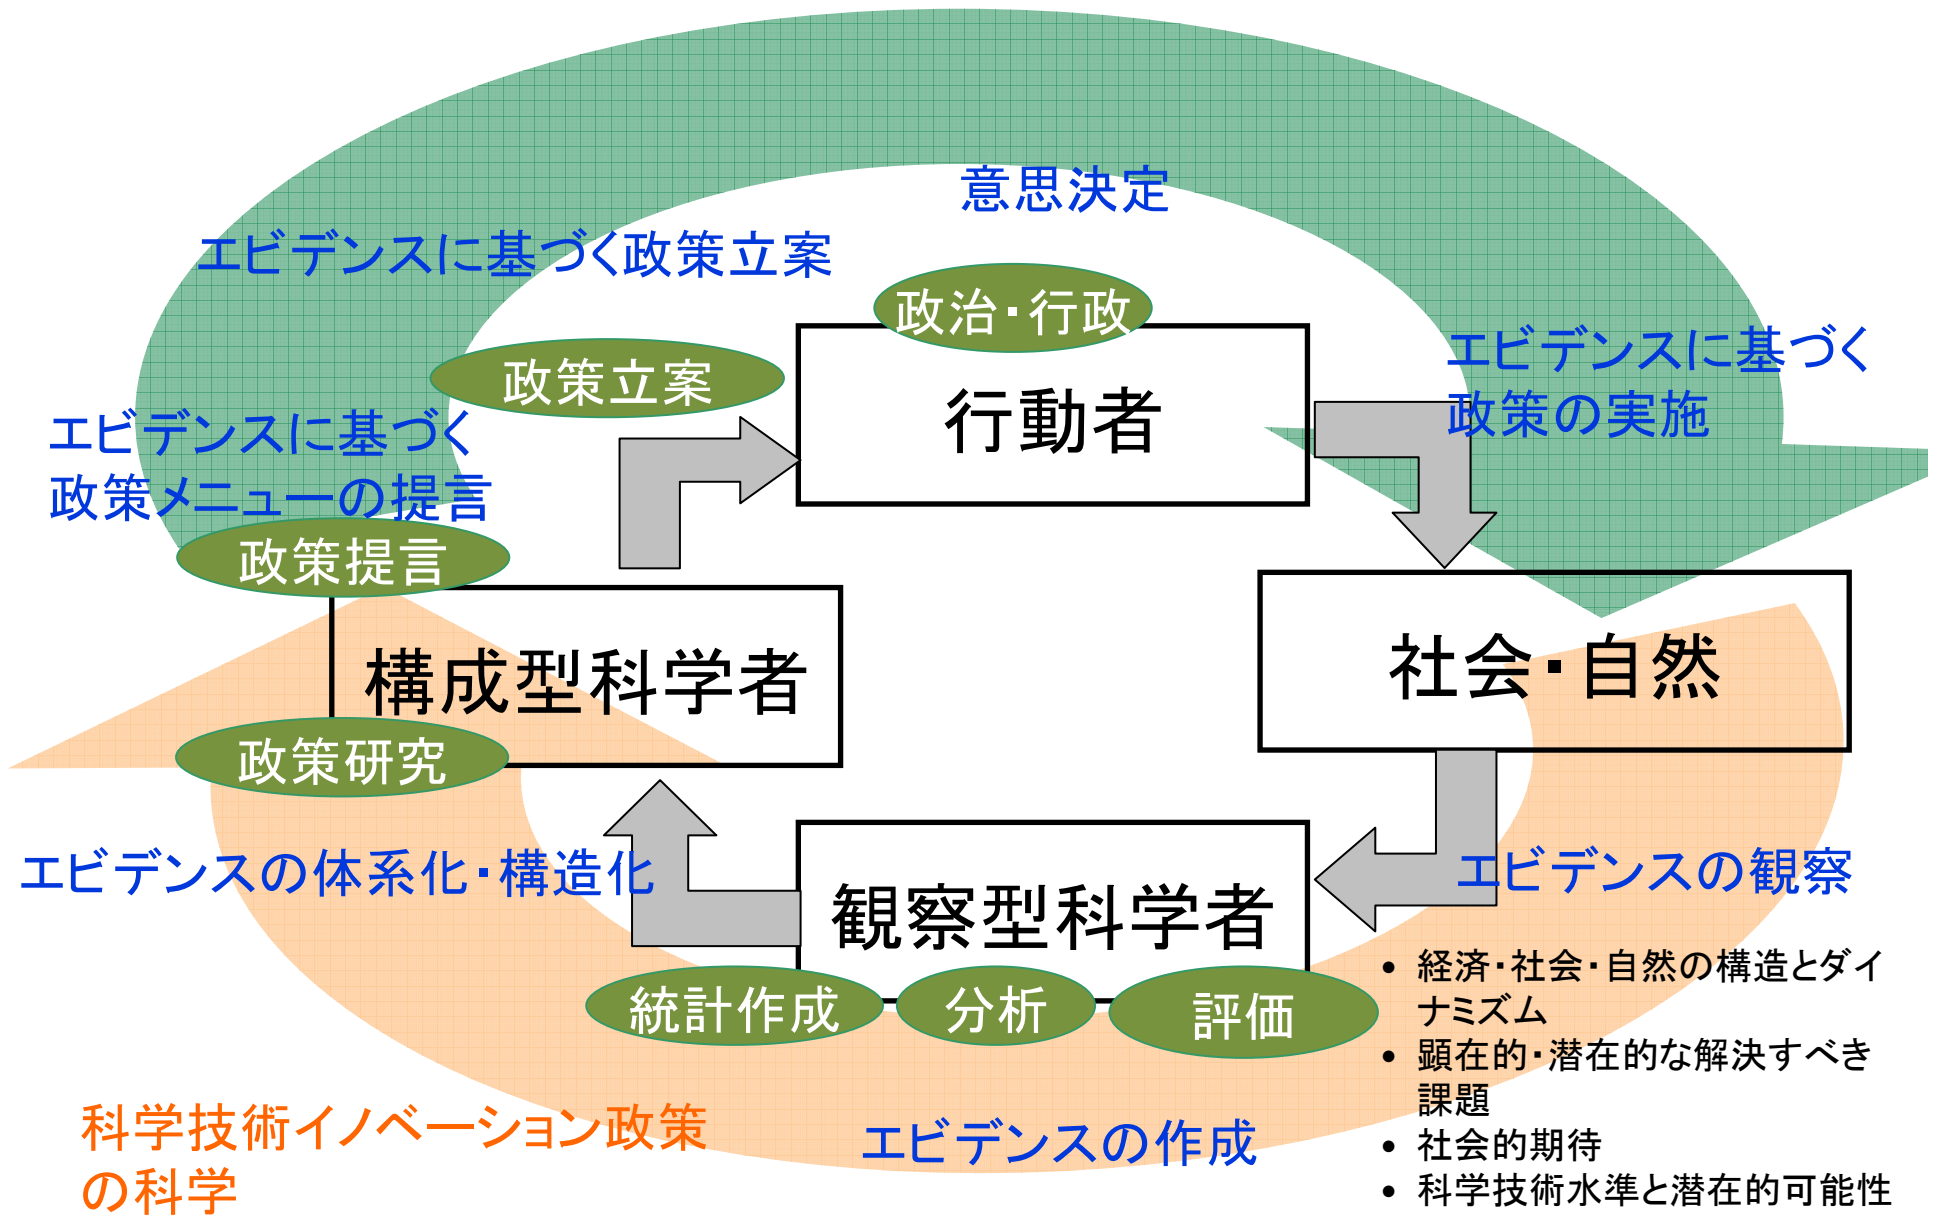 意思決定
エビデンスに基づく政策立案
政治・行政
政策立案
行動者
エビデンスに基づく
政策の実施
エビデンスに基づく
政策メニューの提言
政策提言
構成型科学者
社会・自然
政策研究
エビデンスの体系化・構造化
エビデンスの観察
観察型科学者
統計作成
分析
評価
• 経済・社会・自然の構造とダイ
ナミズム
• 顕在的・潜在的な解決すべき
課題
• 社会的期待
• 科学技術水準と潜在的可能性
エビデンスの作成
科学技術イノベーション政策
の科学